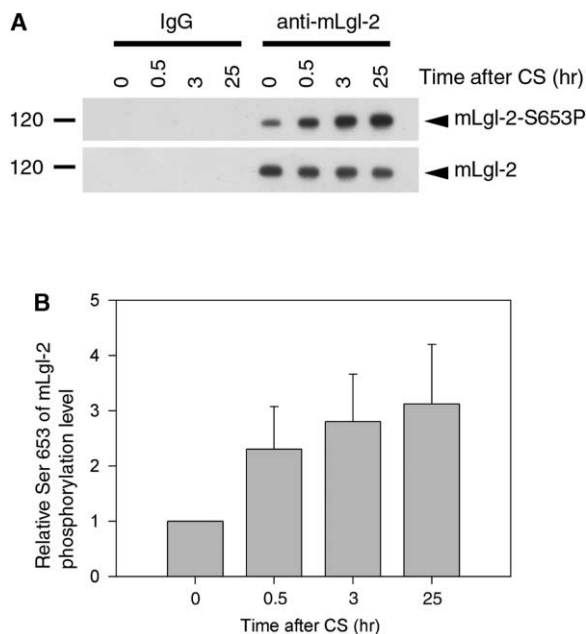 A
IgG
anti-mLgl-2
0 0.5 3 25 0 0.5 3 25 Time after CS (hr)
120 mLgl-2-S653P
120 mLgl-2
B
Relative Ser 653 of mLgl-2
phosphorylation level
5
4
3
2
1
0
0 0.5 3 25
Time after CS (hr)